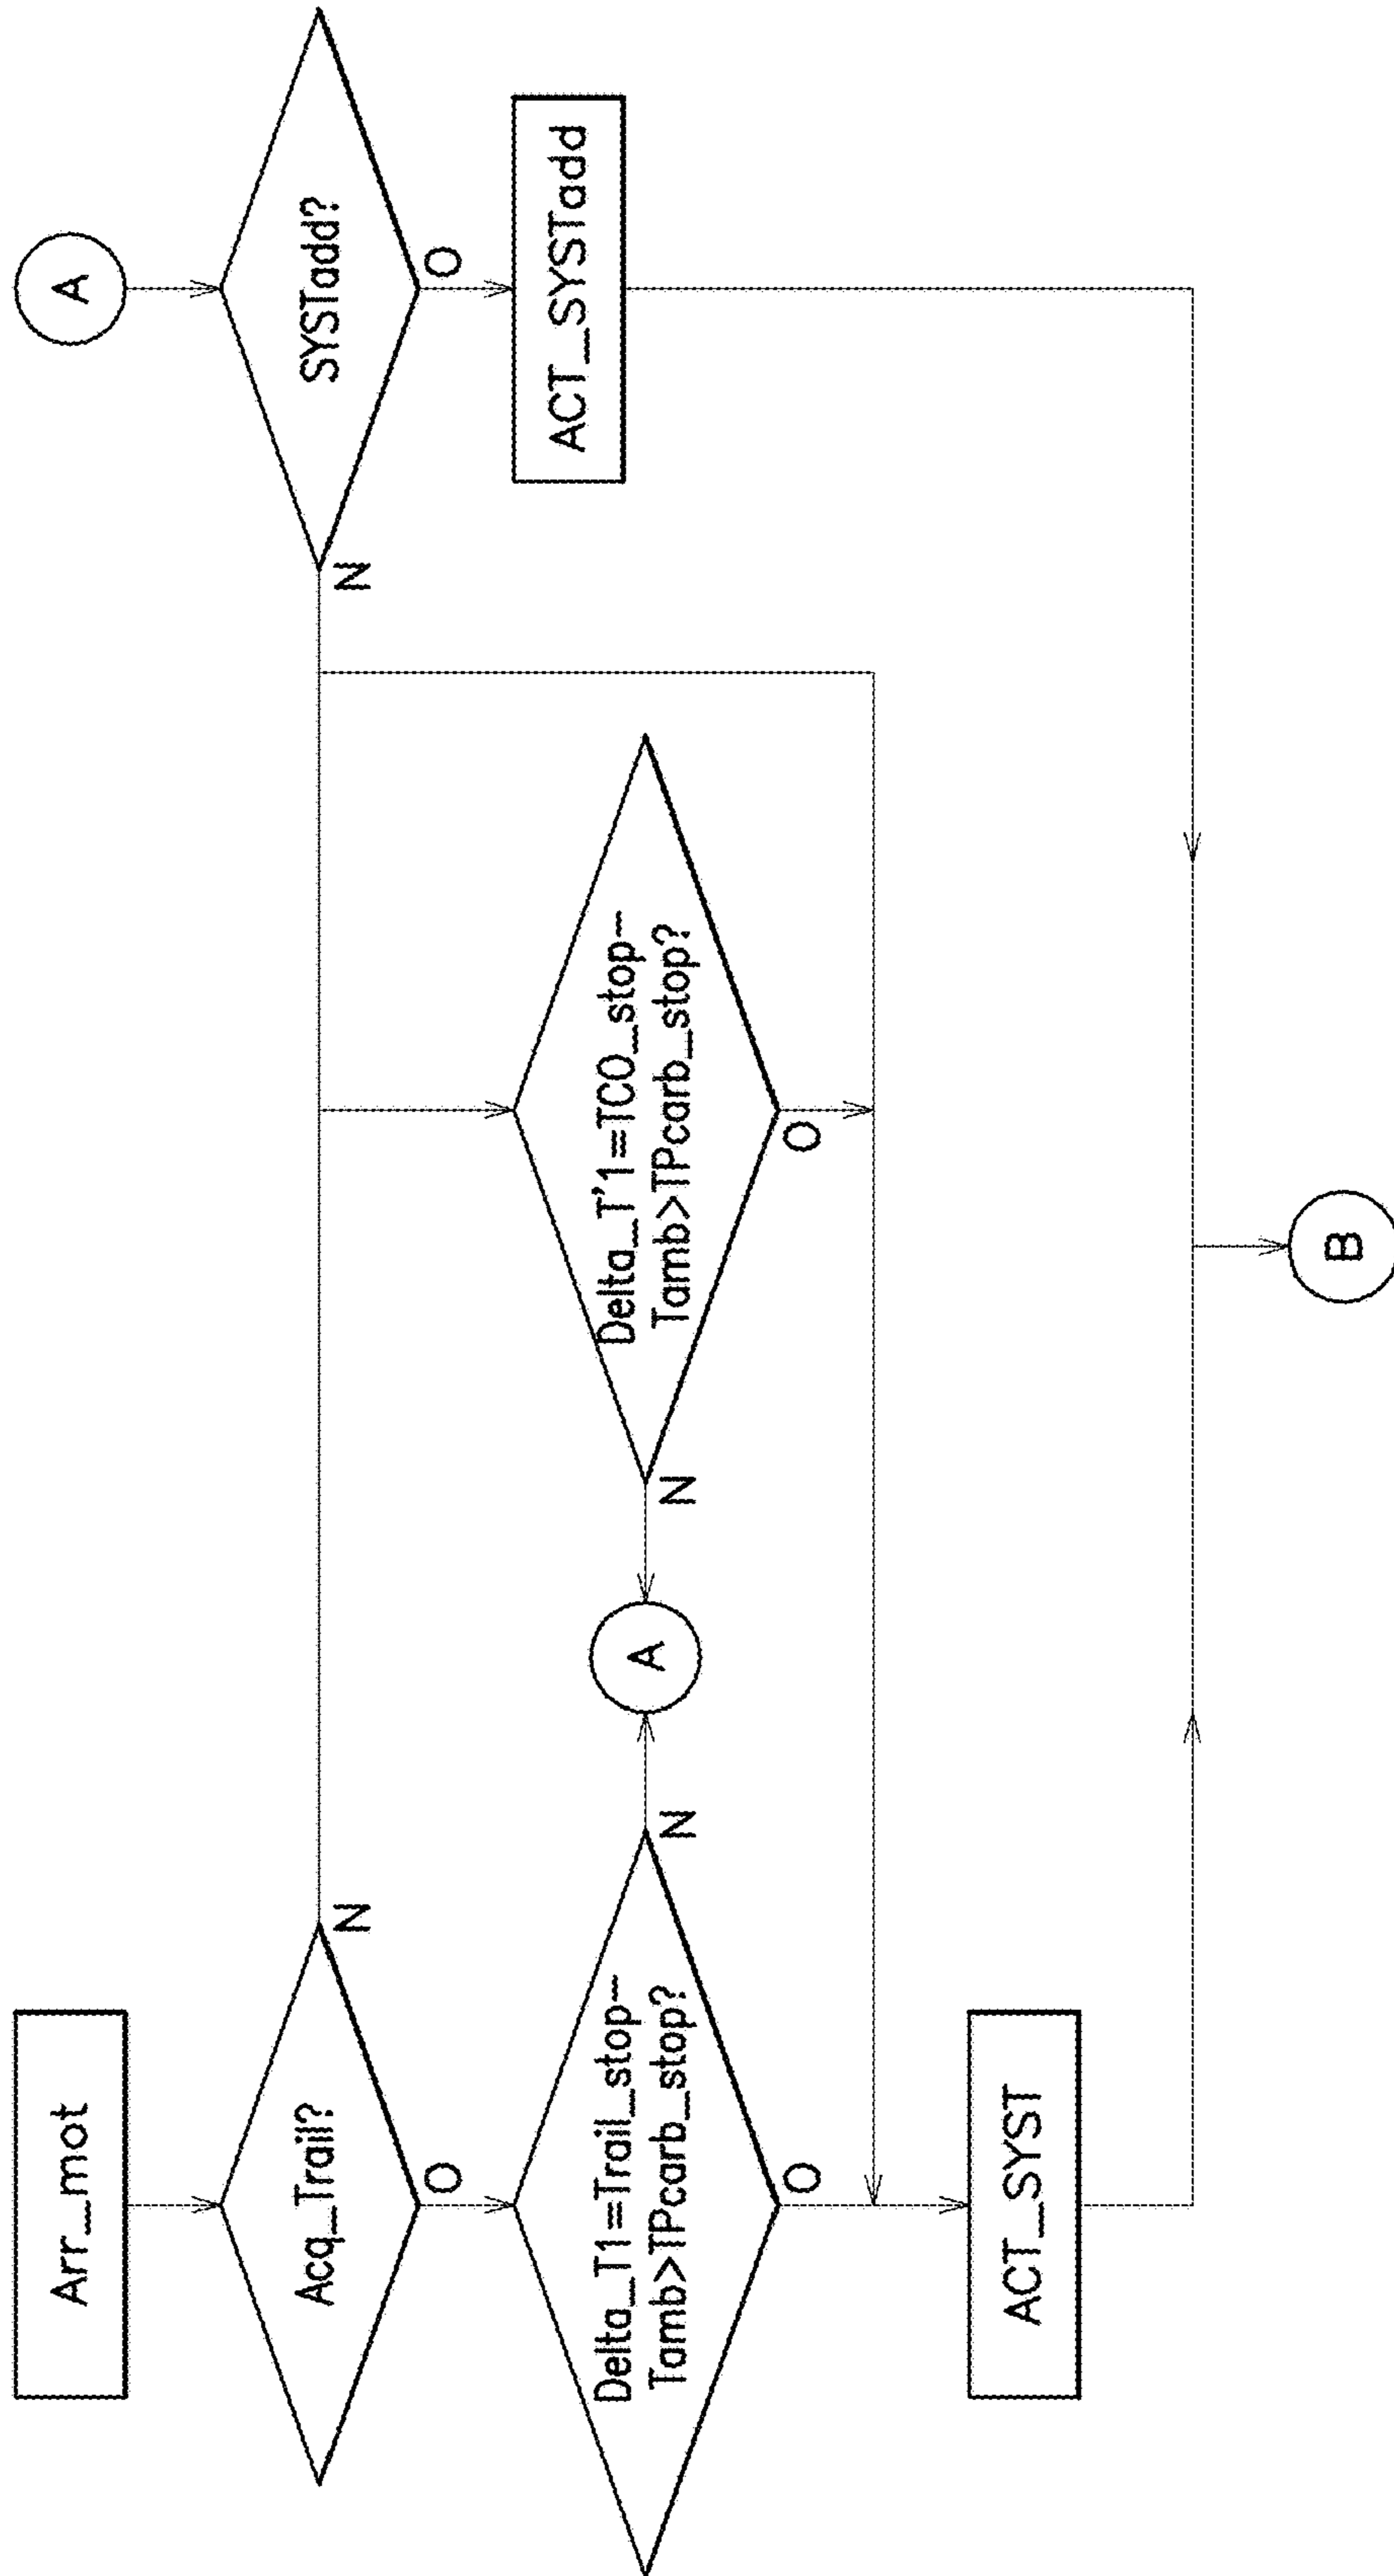 Arr_mot
Acq_Trail?
N
O
Delta_T1=Trail_stop-
Tamb>TPcarb_stop?
N
O
ACT_SYST
A
Delta_T'1=TCO_stop-
Tamb>TPcarb_stop?
N
O
A
SYSTadd?
N
O
ACT_SYSTadd
B